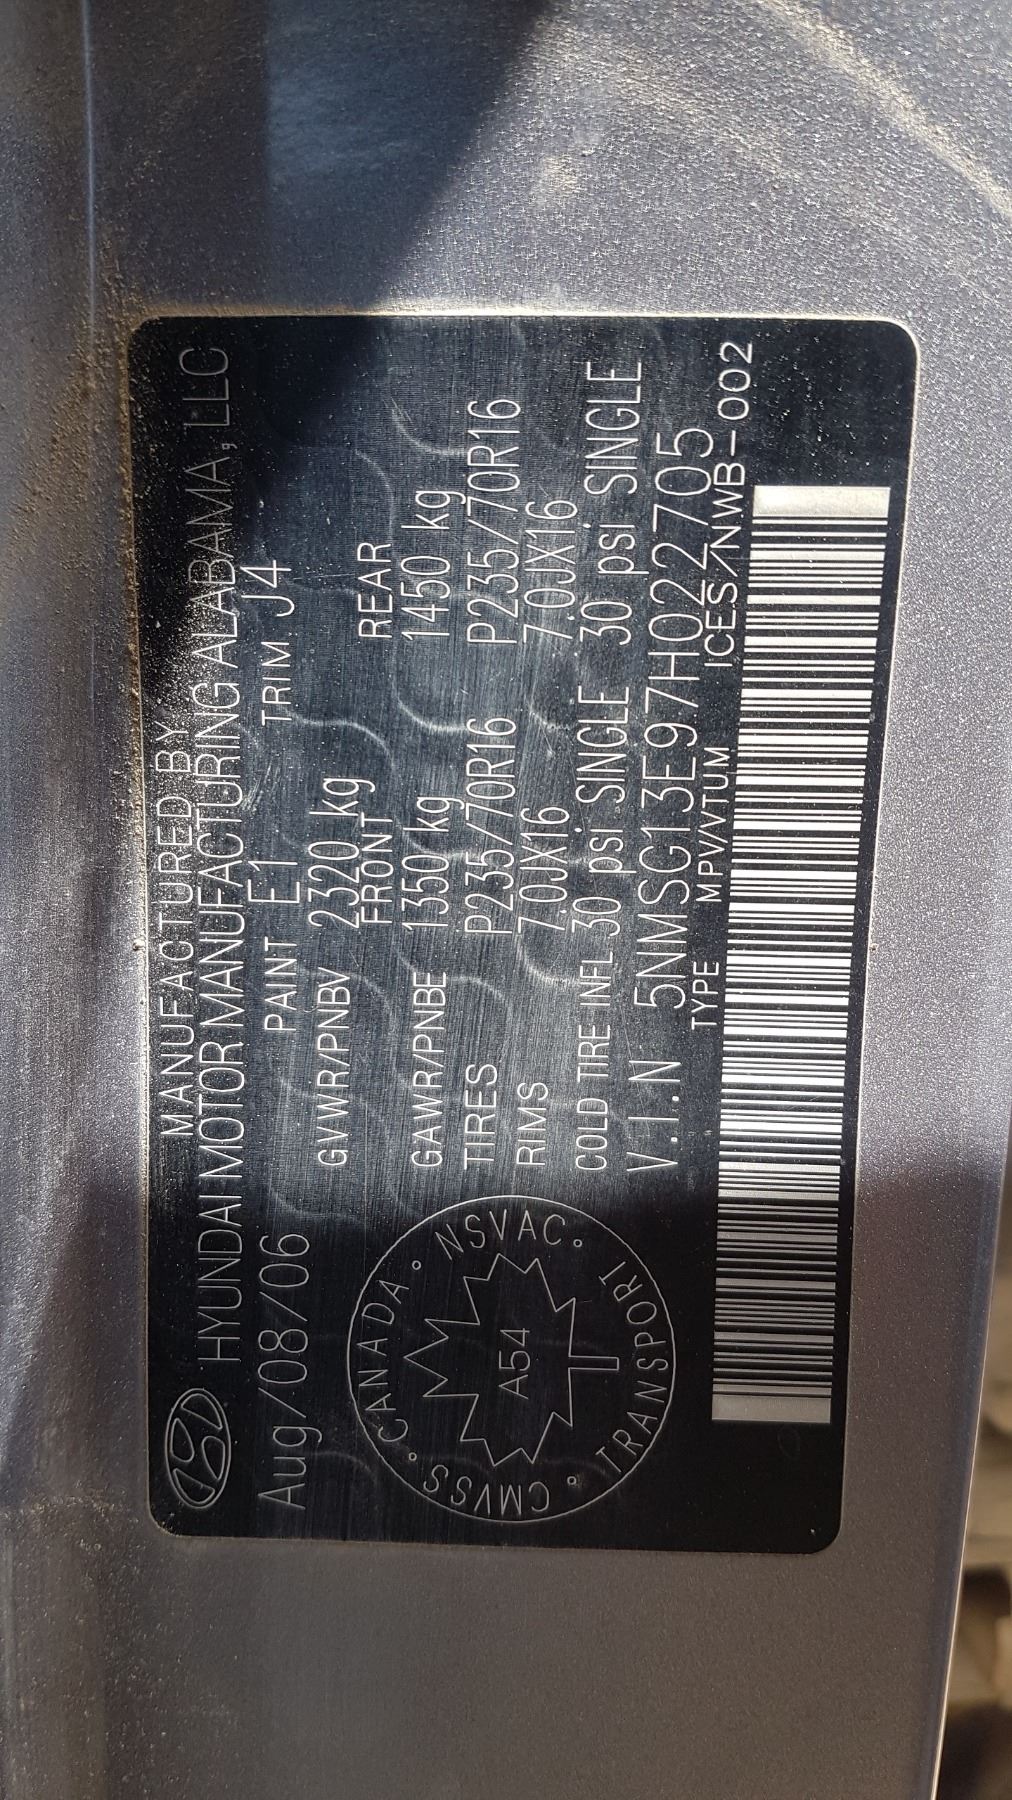 MANUFACTURED BY
HYUNDAI MOTOR MANUFACTURING ALABAMA, LLC
Aug/08/06 PAINT E1 TRIM J4
GVWR/PNBV 2320 kg
FRONT REAR
GAWR/PNBE 1350 kg 1450 kg
TIRES P235/70R16 P235/70R16
RIMS 7.0JX16 7.0JX16
COLD TIRE INFL 30 psi SINGLE 30 psi SINGLE
V.I.N 5NMSG13E97H022705
TYPE MPV/VTUM ICES/NWB-002
CANADA
NSVAC
TRANSPORT
CMVSS
A54